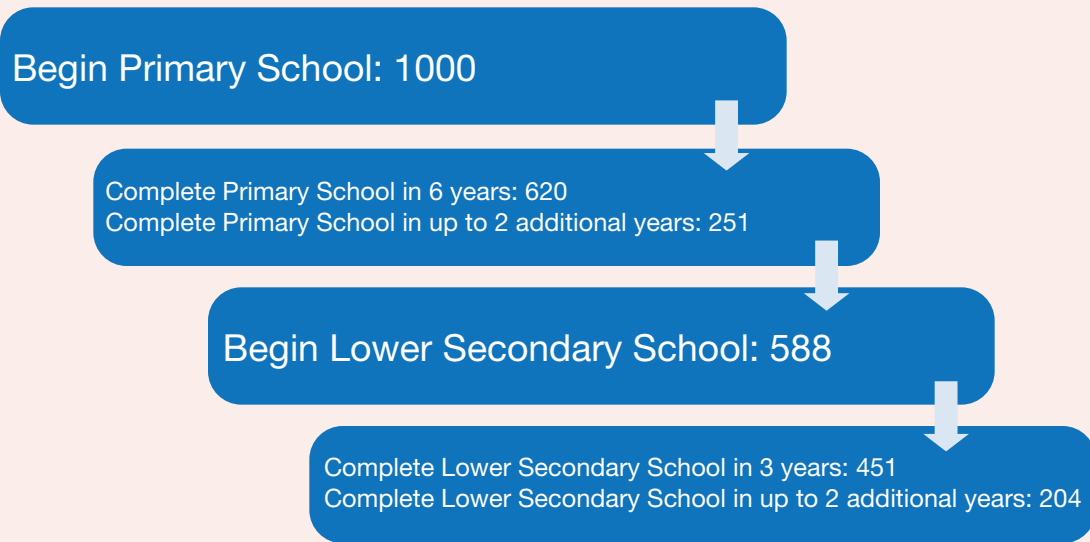 Begin Primary School: 1000
Complete Primary School in 6 years: 620
Complete Primary School in up to 2 additional years: 251
Begin Lower Secondary School: 588
Complete Lower Secondary School in 3 years: 451
Complete Lower Secondary School in up to 2 additional years: 204